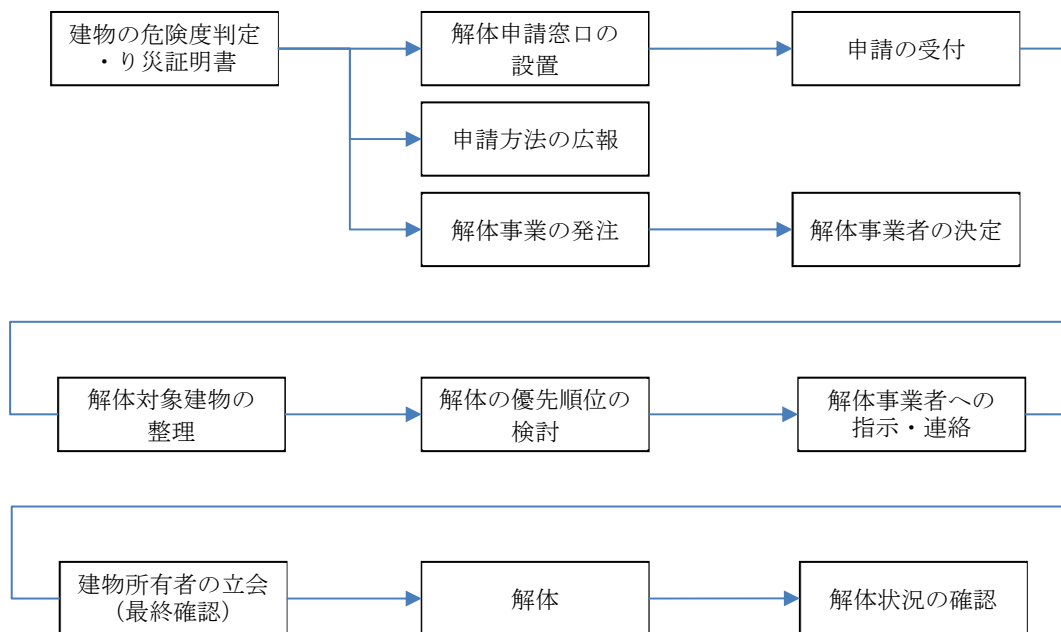 建物の危険度判定
・り災証明書
解体申請窓口の
設置
申請の受付
申請方法の広報
解体事業の発注
解体事業者の決定
解体対象建物の
整理
解体の優先順位の
検討
解体事業者への
指示・連絡
建物所有者の立会
（最終確認）
解体
解体状況の確認